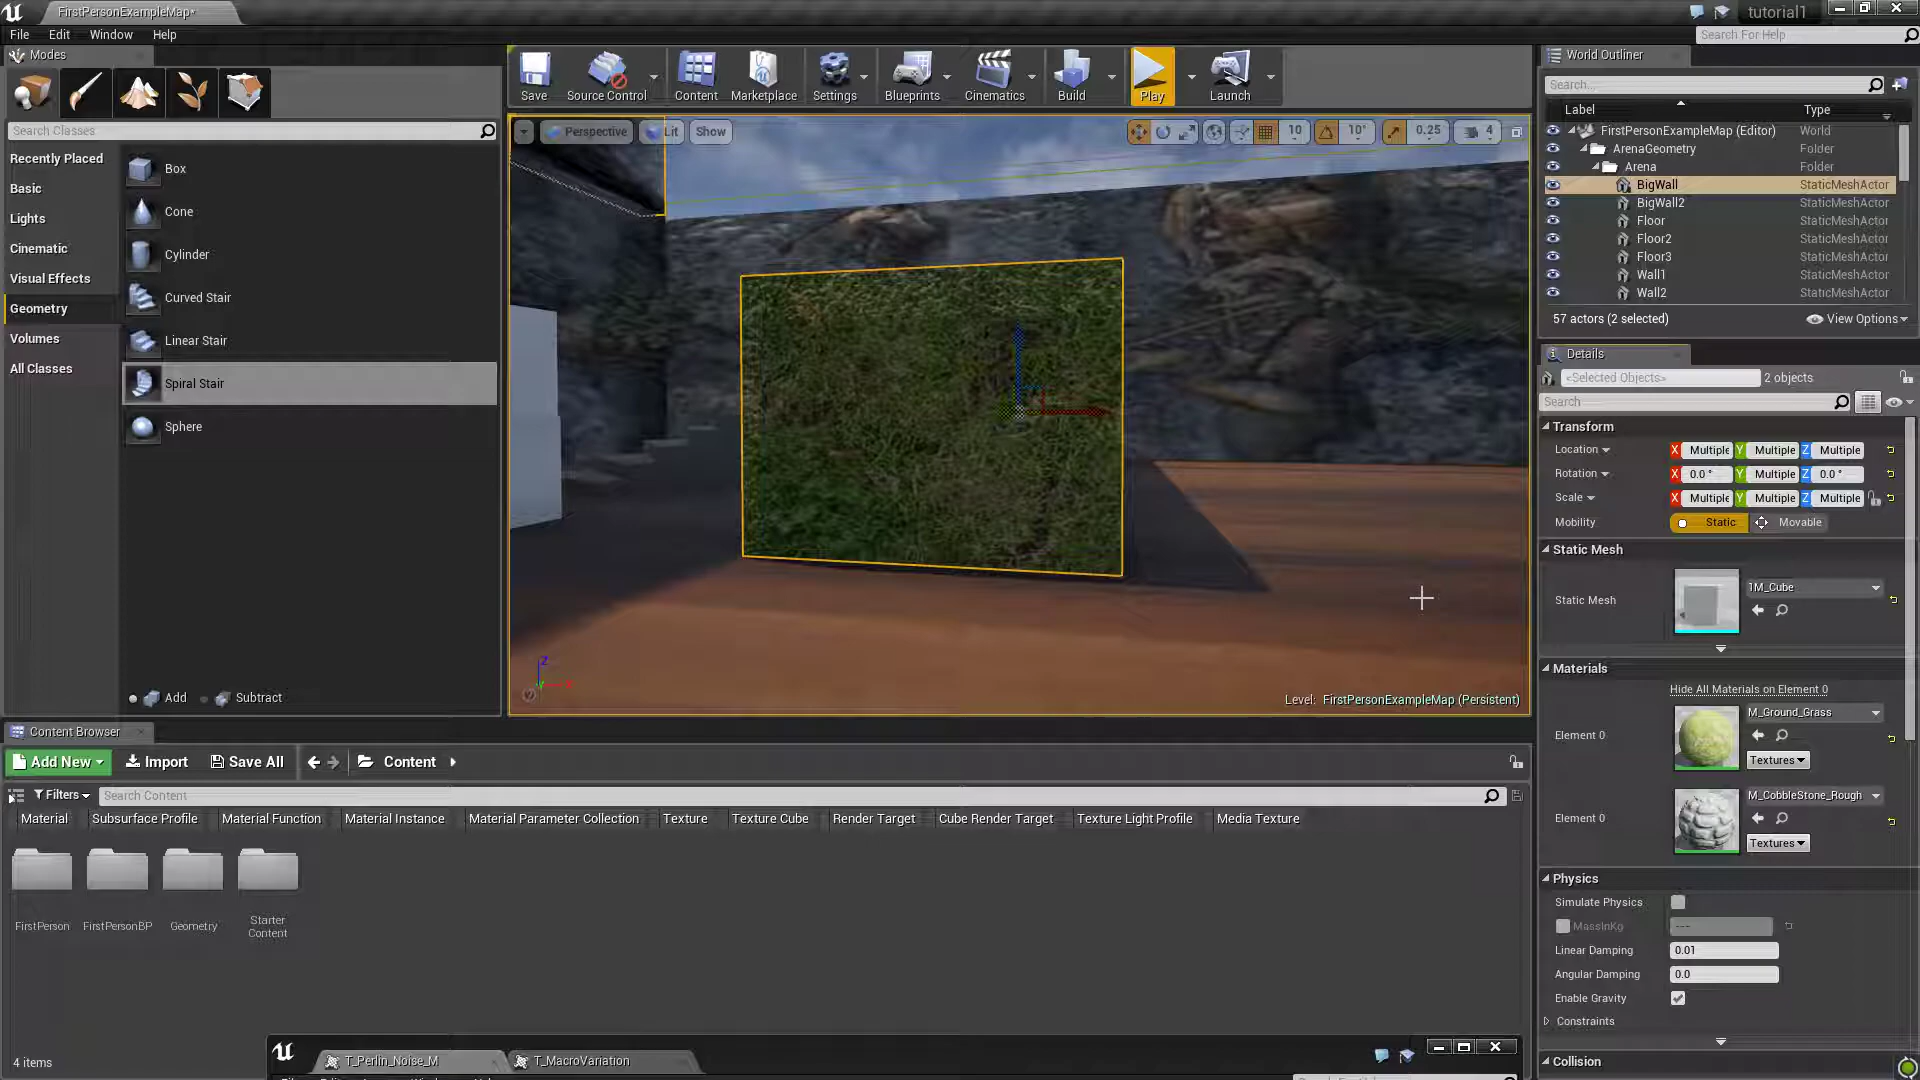 FirstPersonExampleMap*
tutorial1
File Edit Window Help
Search For Help
Modes
Search Classes
Recently Placed
Basic
Lights
Cinematic
Visual Effects
Geometry
Volumes
All Classes
Box
Cone
Cylinder
Curved Stair
Linear Stair
Spiral Stair
Sphere
Add Subtract
Save Source Control Content Marketplace Settings Blueprints Cinematics Build Play Launch
Perspective Lit Show
10 10° 0.25 4
Z
Level: FirstPersonExampleMap (Persistent)
World Outliner
Search...
Label Type
FirstPersonExampleMap (Editor) World
ArenaGeometry Folder
Arena Folder
BigWall StaticMeshActor
BigWall2 StaticMeshActor
Floor StaticMeshActor
Floor2 StaticMeshActor
Floor3 StaticMeshActor
Wall1 StaticMeshActor
Wall2 StaticMeshActor
57 actors (2 selected) View Options
Details
<Selected Objects> 2 objects
Search
Transform
Location X Multiple Y Multiple Z Multiple
Rotation X 0.0 ° Y Multiple Z 0.0 °
Scale X Multiple Y Multiple Z Multiple
Mobility Static Movable
Static Mesh
Static Mesh 1M_Cube
Materials
Hide All Materials on Element 0
Element 0 M_Ground_Grass
Textures
Element 0 M_CobbleStone_Rough
Textures
Physics
Simulate Physics
MassInKg ---
Linear Damping 0.01
Angular Damping 0.0
Enable Gravity
Constraints
Collision
Content Browser
Add New Import Save All Content
Filters Search Content
Material Subsurface Profile Material Function Material Instance Material Parameter Collection Texture Texture Cube Render Target Cube Render Target Texture Light Profile Media Texture
FirstPerson FirstPersonBP Geometry Starter Content
4 items
T_Perlin_Noise_M T_MacroVariation